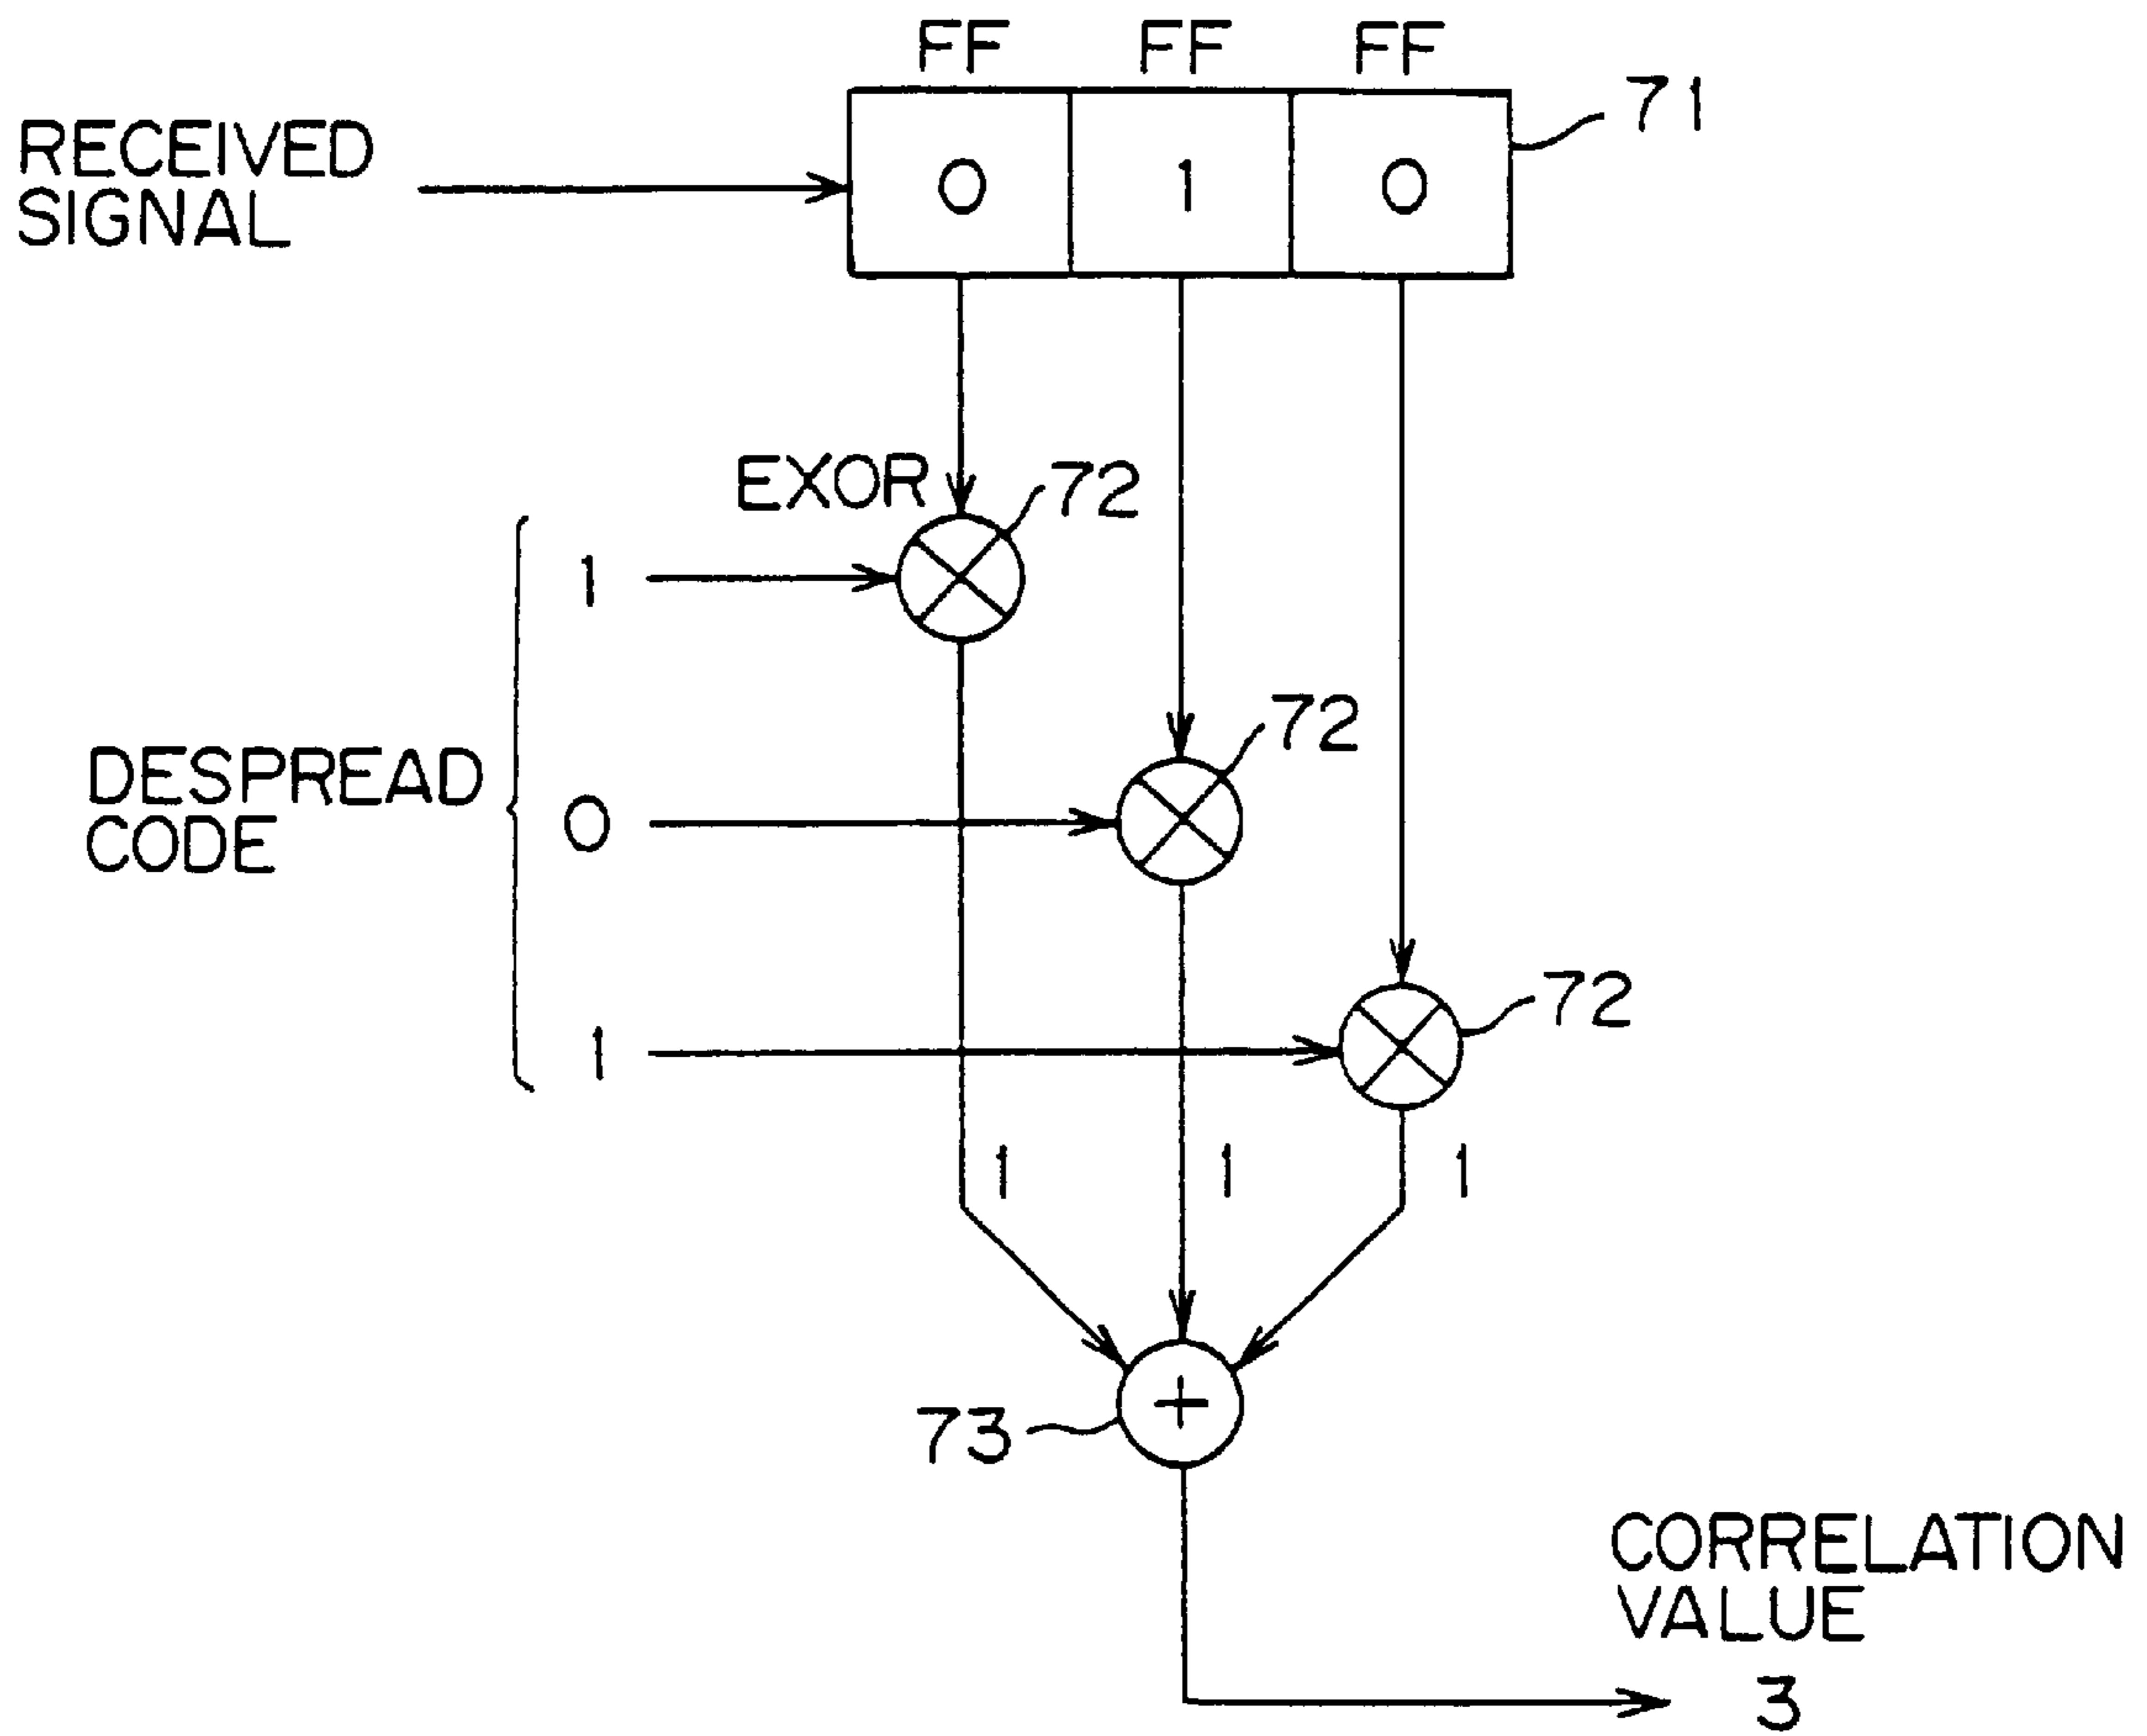 FF FF FF
71
RECEIVED
SIGNAL
0 1 0
EXOR 72
1
72
DESPREAD
CODE
0
72
1
1 1 1
+
73
CORRELATION
VALUE
3